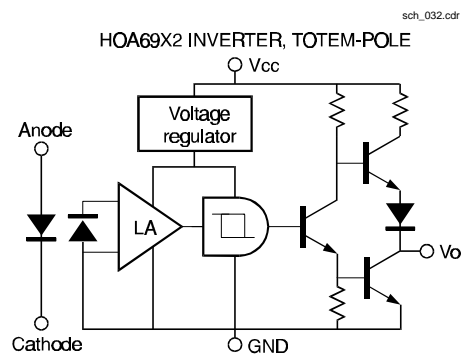 sch_032.cdr
HOA69X2 INVERTER, TOTEM-POLE
Vcc
Voltage
regulator
Anode
LA
Vo
Cathode
GND